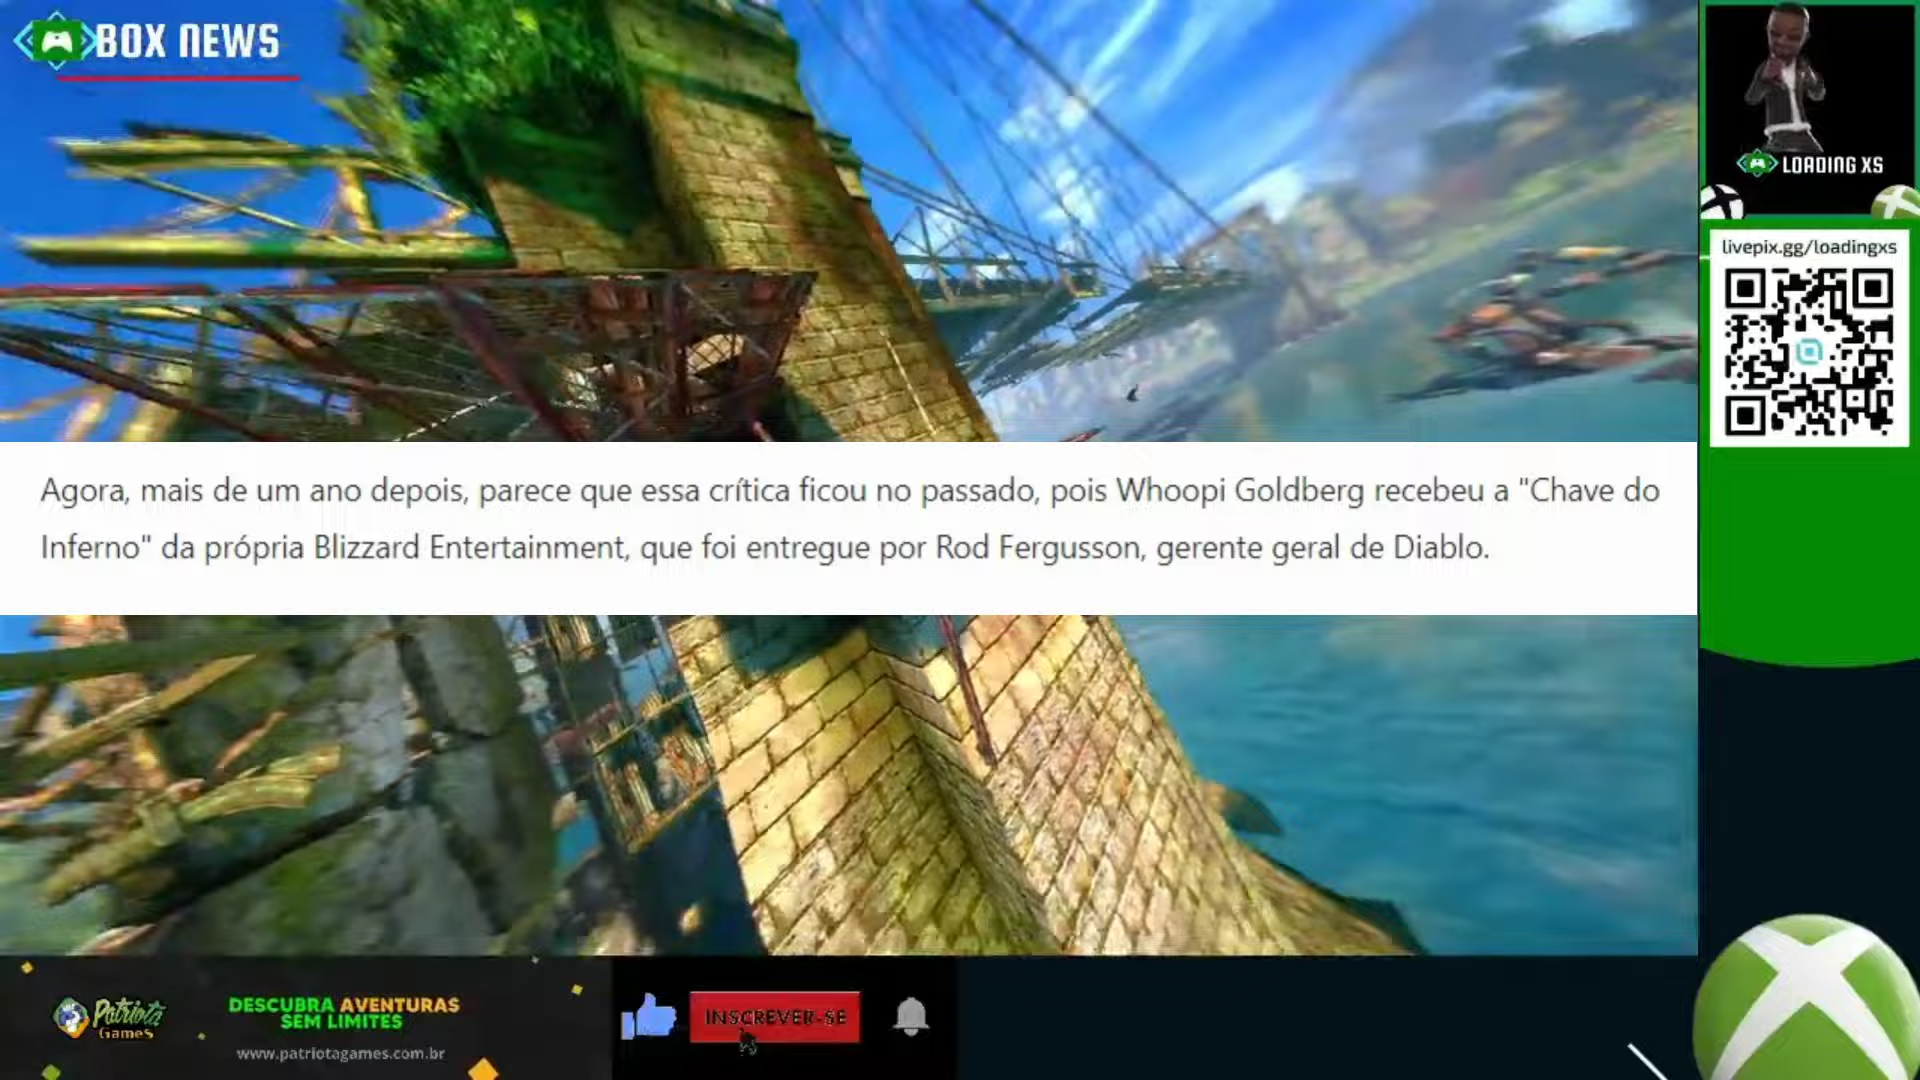 BOX NEWS
LOADING XS
livepix.gg/loadingxs
Agora, mais de um ano depois, parece que essa crítica ficou no passado, pois Whoopi Goldberg recebeu a "Chave do
Inferno" da própria Blizzard Entertainment, que foi entregue por Rod Fergusson, gerente geral de Diablo.
Patriota
Games
DESCUBRA AVENTURAS
SEM LIMITES
www.patriotagames.com.br
INSCREVER-SE